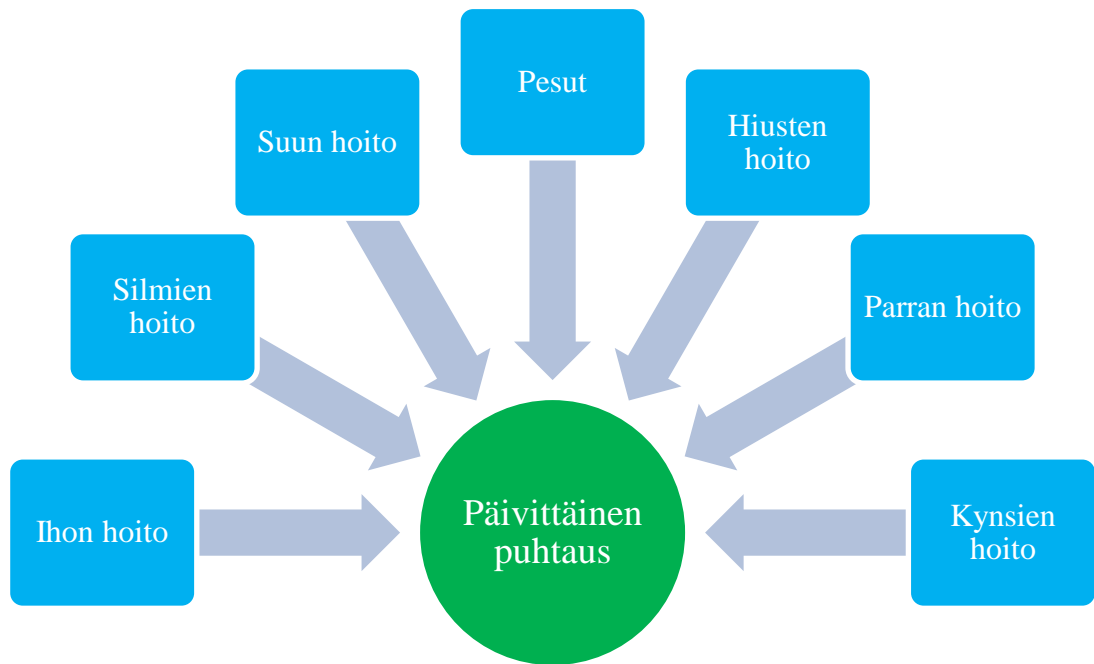 Pesut
Suun hoito
Hiusten
hoito
Silmien
hoito
Parran hoito
Ihon hoito
Päivittäinen
puhtaus
Kynsien
hoito